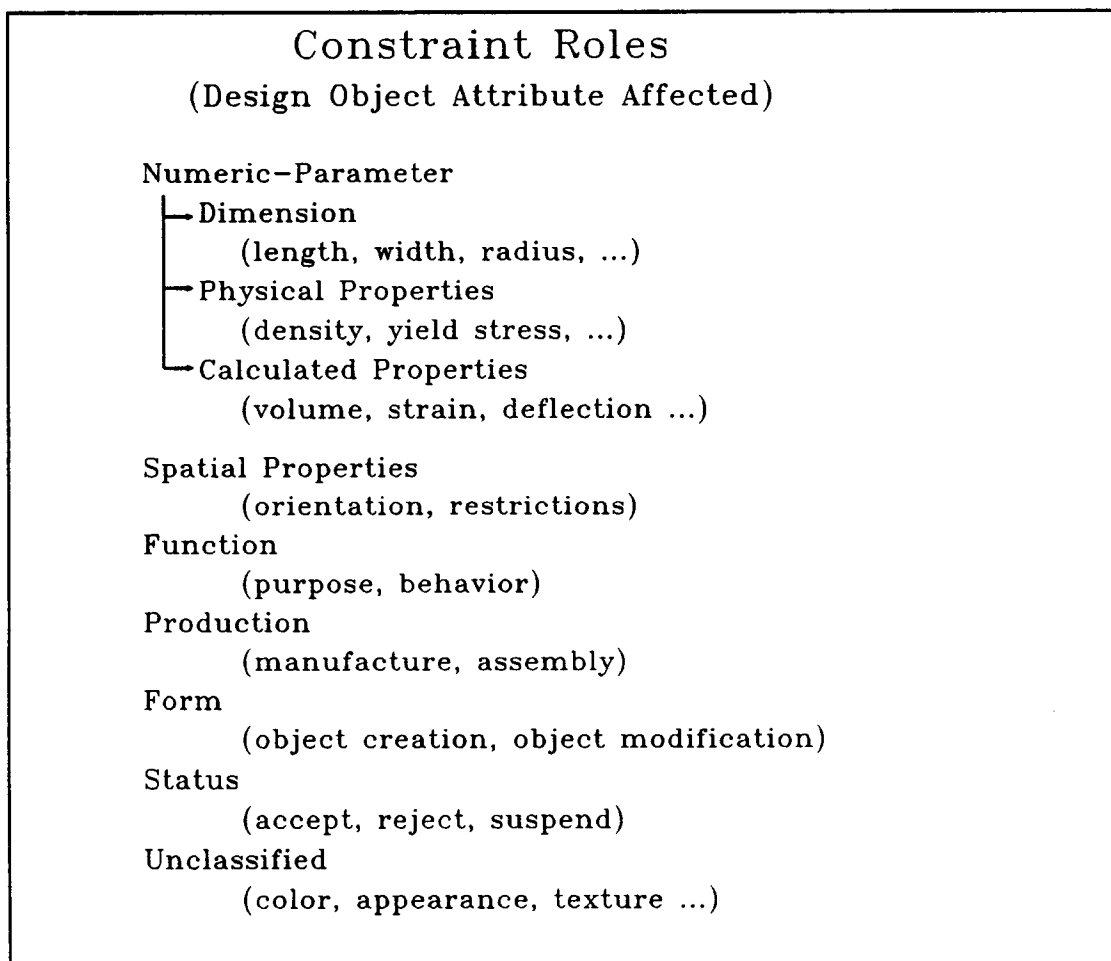 Constraint Roles
(Design Object Attribute Affected)
Numeric-Parameter
Dimension
(length, width, radius, ...)
Physical Properties
(density, yield stress, ...)
Calculated Properties
(volume, strain, deflection ...)
Spatial Properties
(orientation, restrictions)
Function
(purpose, behavior)
Production
(manufacture, assembly)
Form
(object creation, object modification)
Status
(accept, reject, suspend)
Unclassified
(color, appearance, texture ...)